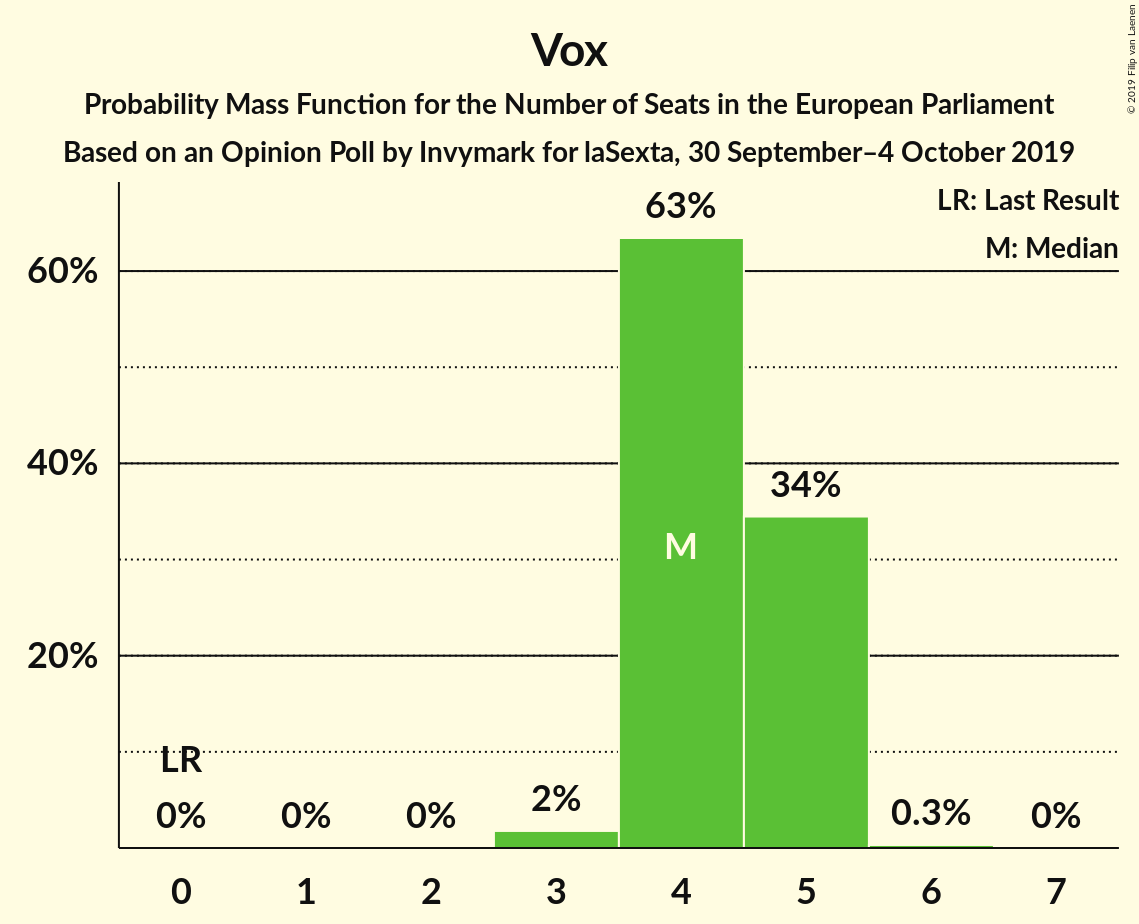 Vox
Probability Mass Function for the Number of Seats in the European Parliament
Based on an Opinion Poll by Invymark for laSexta, 30 September–4 October 2019
© 2019 Filip van Laenen
LR: Last Result
M: Median
63%
60%
40%
34%
M
20%
LR
0%
0%
0%
2%
0.3%
0%
0 1 2 3 4 5 6 7